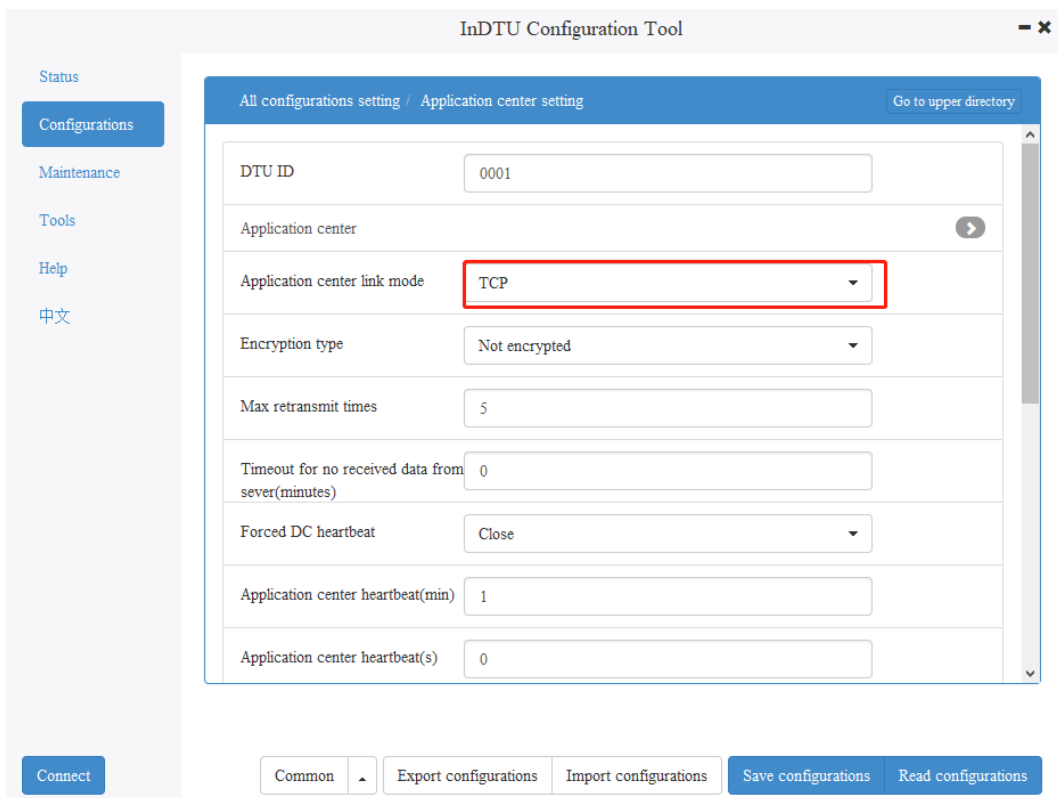 InDTU Configuration Tool
Status
Configurations
Maintenance
Tools
Help
中文
All configurations setting / Application center setting
Go to upper directory
DTU ID
0001
Application center
Application center link mode
TCP
Encryption type
Not encrypted
Max retransmit times
5
Timeout for no received data from
sever(minutes)
0
Forced DC heartbeat
Close
Application center heartbeat(min)
1
Application center heartbeat(s)
0
Connect
Common
Export configurations
Import configurations
Save configurations
Read configurations